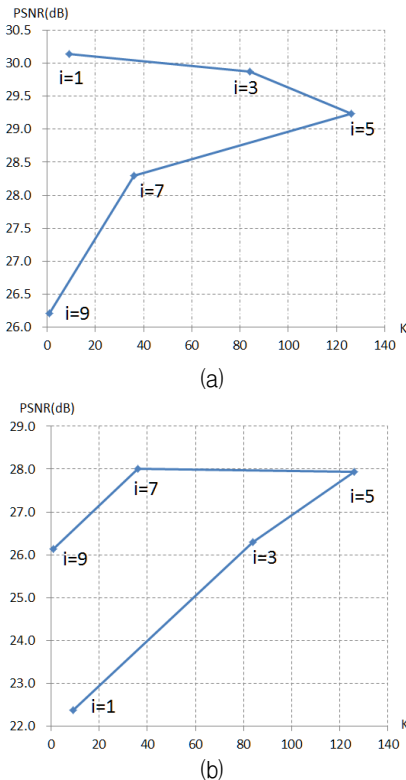 PSNR(dB)
30.5
30.0
29.5
29.0
28.5
28.0
27.5
27.0
26.5
26.0
i=1
i=3
i=5
i=7
i=9
0 20 40 60 80 100 120 140
K
(a)
PSNR(dB)
29.0
28.0
27.0
26.0
25.0
24.0
23.0
22.0
i=7
i=5
i=9
i=3
i=1
0 20 40 60 80 100 120 140
K
(b)